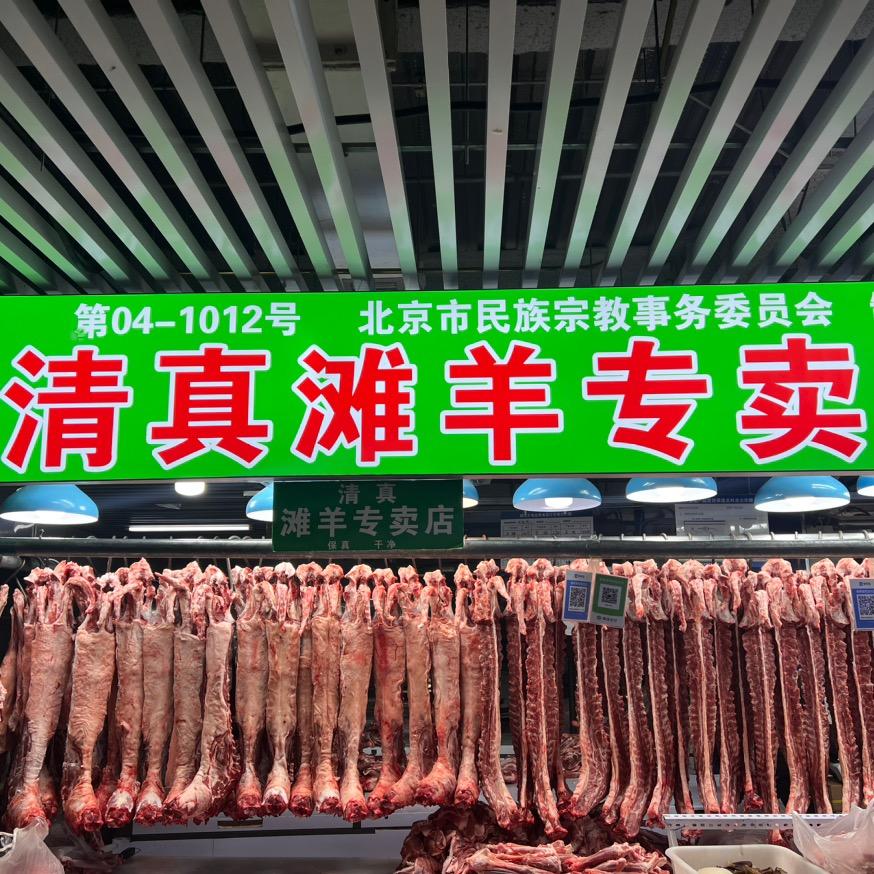 第04-1012号 北京市民族宗教事务委员会
清真滩羊专卖
清真
滩羊专卖店
保真 干净